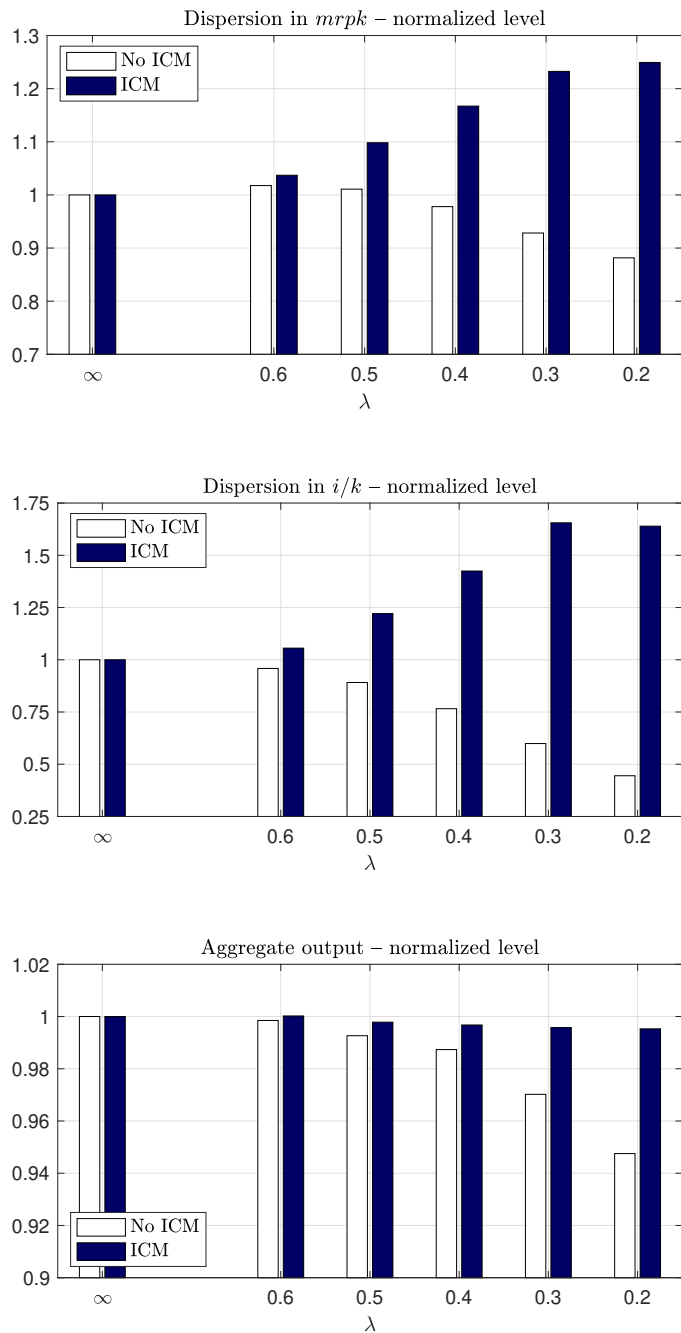 Dispersion in mrpk – normalized level
1.3
1.2
1.1
1
0.9
0.8
0.7
No ICM
ICM
∞ 0.6 0.5 0.4 0.3 0.2
λ
Dispersion in i/k – normalized level
1.75
1.5
1.25
1
0.75
0.5
0.25
No ICM
ICM
∞ 0.6 0.5 0.4 0.3 0.2
λ
Aggregate output – normalized level
1.02
1
0.98
0.96
0.94
0.92
0.9
No ICM
ICM
∞ 0.6 0.5 0.4 0.3 0.2
λ